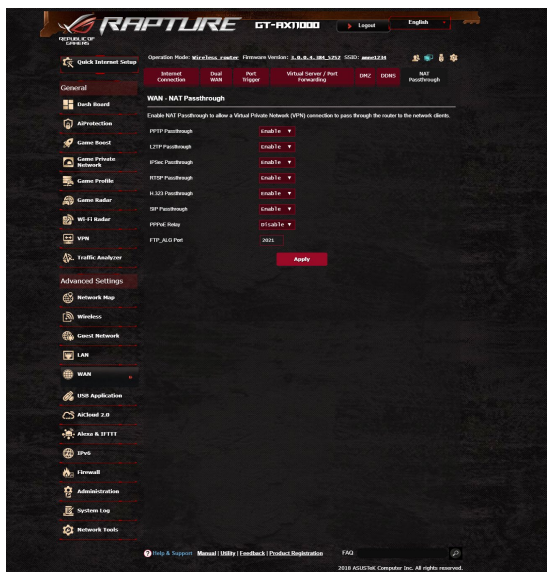 REPUBLIC OF
GAMERS
RAPTURE GT-AX11000 Logout English
Operation Mode: Wireless router Firmware Version: 3.0.0.4.384_5252 SSID:
Quick Internet Setup
General
Dash Board
AiProtection
Game Boost
Game Private
Network
Game Profile
Game Radar
Wi-Fi Radar
VPN
Traffic Analyzer
Advanced Settings
Network Map
Wireless
Guest Network
LAN
WAN
USB Application
AiCloud 2.0
Alexa & IFTTT
IPv6
Firewall
Administration
System Log
Network Tools
Internet
Connection
Dual
WAN
Port
Trigger
Virtual Server / Port
Forwarding
DMZ
DDNS
NAT
Passthrough
WAN - NAT Passthrough
Enable NAT Passthrough to allow a Virtual Private Network (VPN) connection to pass through the router to the network clients.
PPTP Passthrough Enable
L2TP Passthrough Enable
IPSec Passthrough Enable
RTSP Passthrough Enable
H.323 Passthrough Enable
SIP Passthrough Enable
PPPoE Relay Disable
FTP_ALG Port 2021
Apply
Help & Support Manual | Utility | Feedback | Product Registration FAQ
2018 ASUSTeK Computer Inc. All rights reserved.